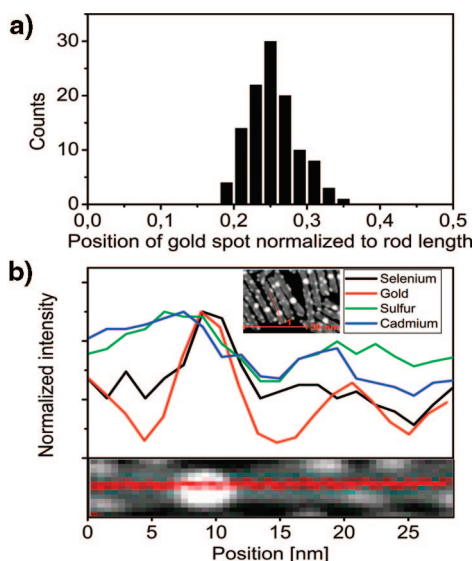 a)
Counts
30
20
10
0
0,0 0,1 0,2 0,3 0,4 0,5
Position of gold spot normalized to rod length
b)
Normalized intensity
Selenium
Gold
Sulfur
Cadmium
1
0 5 10 15 20 25
Position [nm]